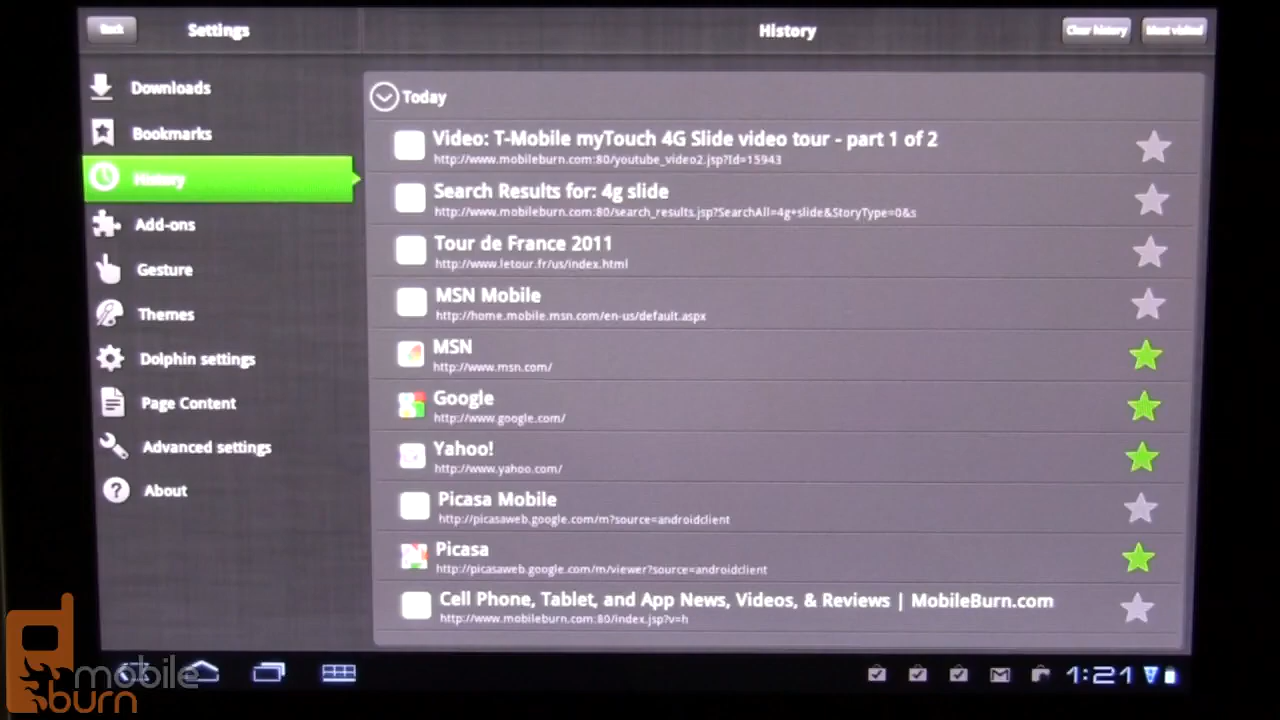 Back
Settings
History
Clear history
Most visited
Downloads
Bookmarks
History
Add-ons
Gesture
Themes
Dolphin settings
Page Content
Advanced settings
About
Today
Video: T-Mobile myTouch 4G Slide video tour - part 1 of 2
http://www.mobileburn.com:80/youtube_video2.jsp?Id=15943
Search Results for: 4g slide
http://www.mobileburn.com:80/search_results.jsp?SearchAll=4g+slide&StoryType=0&s
Tour de France 2011
http://www.letour.fr/us/index.html
MSN Mobile
http://home.mobile.msn.com/en-us/default.aspx
MSN
http://www.msn.com/
Google
http://www.google.com/
Yahoo!
http://www.yahoo.com/
Picasa Mobile
http://picasaweb.google.com/m?source=androidclient
Picasa
http://picasaweb.google.com/m/viewer?source=androidclient
Cell Phone, Tablet, and App News, Videos, & Reviews | MobileBurn.com
http://www.mobileburn.com:80/index.jsp?v=h
1:21
mobile
burn